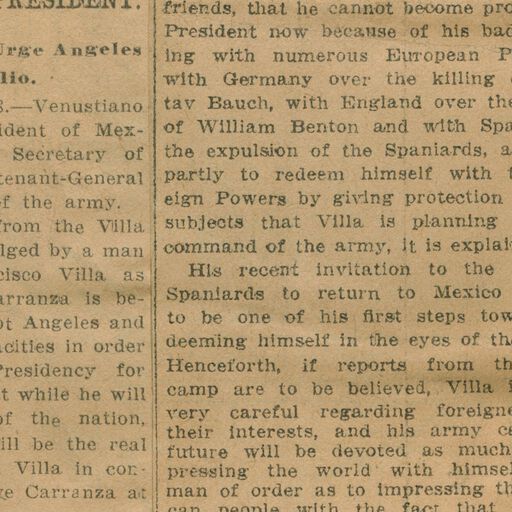 PRESIDENT.
Urge Angeles
lio.
8.—Venustiano
ident of Mex-
Secretary of
tenant-General
of the army.
from the Villa
lged by a man
cisco Villa as
arranza is be-
ot Angeles and
acities in order
Presidency for
t while he will
of the nation,
ill be the real
Villa in con-
ge Carranza at
friends, that he cannot become pro
President now because of his bad
ing with numerous European P
with Germany over the killing
tav Bauch, with England over the
of William Benton and with Spa
the expulsion of the Spaniards, a
partly to redeem himself with f
eign Powers by giving protection
subjects that Villa is planning
command of the army, it is explai
His recent invitation to the
Spaniards to return to Mexico
to be one of his first steps tow
deeming himself in the eyes of the
Henceforth, if reports from th
camp are to be believed, Villa i
very careful regarding foreigne
their interests, and his army ca
future will be devoted as much
pressing the world with himsel
man of order as to impressing th
can people with the fact that